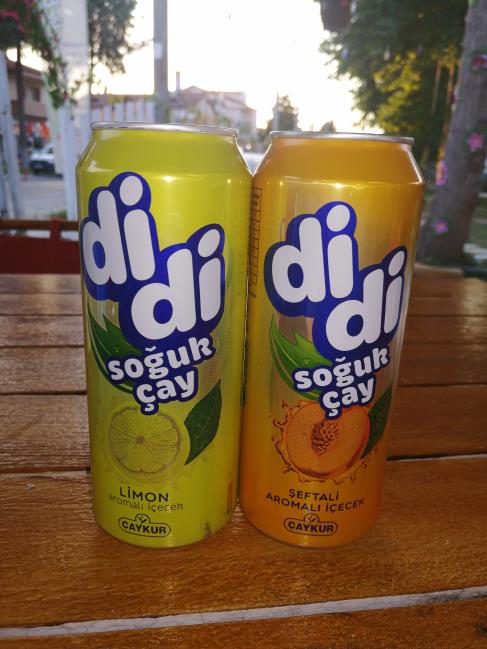 di
di
soğuk
çay
LİMON
aromalı içecek
ÇAYKUR
di
di
soğuk
çay
ŞEFTALİ
AROMALI İÇECEK
ÇAYKUR